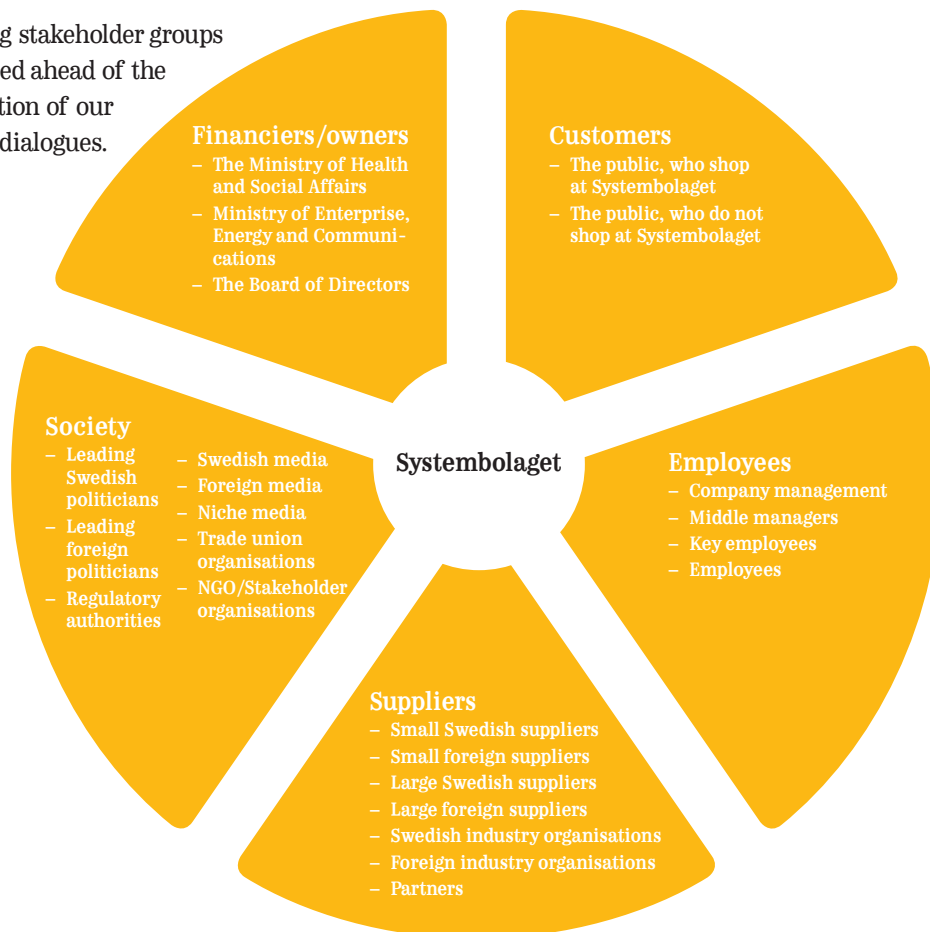 g stakeholder groups
ed ahead of the
tion of our
dialogues.
Financiers/owners
– The Ministry of Health
and Social Affairs
– Ministry of Enterprise,
Energy and Communi-
cations
– The Board of Directors
Customers
– The public, who shop
at Systembolaget
– The public, who do not
shop at Systembolaget
Society
– Leading
Swedish
politicians
– Leading
foreign
politicians
– Regulatory
authorities
– Swedish media
– Foreign media
– Niche media
– Trade union
organisations
– NGO/Stakeholder
organisations
Systembolaget
Employees
– Company management
– Middle managers
– Key employees
– Employees
Suppliers
– Small Swedish suppliers
– Small foreign suppliers
– Large Swedish suppliers
– Large foreign suppliers
– Swedish industry organisations
– Foreign industry organisations
– Partners